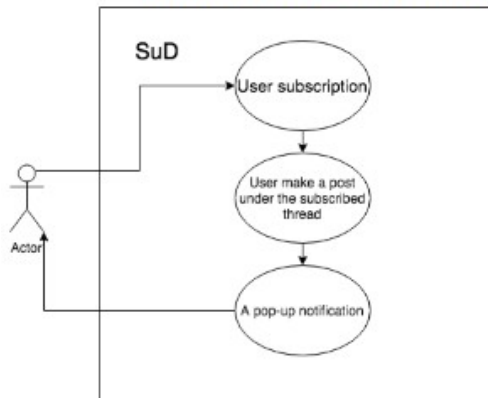 SuD
User subscription
User make a post
under the subscribed
thread
Actor
A pop-up notification